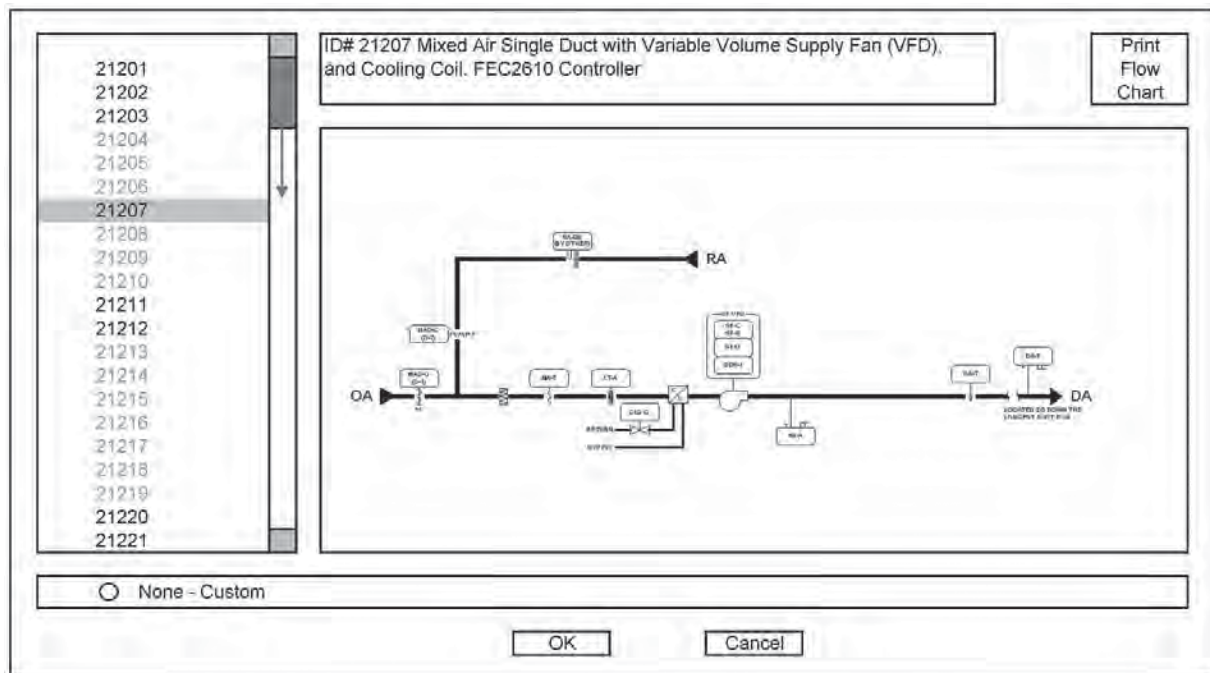 21201
21202
21203
21204
21205
21206
21207
21208
21209
21210
21211
21212
21213
21214
21215
21216
21217
21218
21219
21220
21221
ID# 21207 Mixed Air Single Duct with Variable Volume Supply Fan (VFD),
and Cooling Coil. FEC2610 Controller
Print
Flow
Chart
RA
OA
DA
RETURN
SUPPLY
None - Custom
OK
Cancel